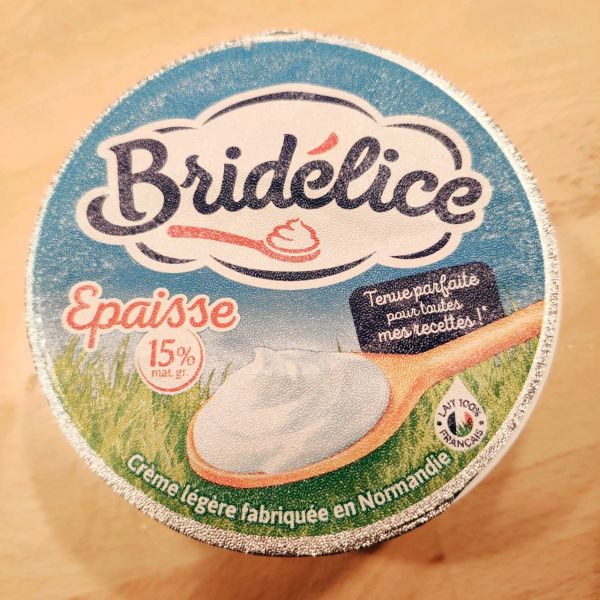 Bridélice
Epaisse
15%
mat. gr.
Tenue parfaite
pour toutes
mes recettes !*
LAIT 100%
FRANÇAIS
Crème légère fabriquée en Normandie